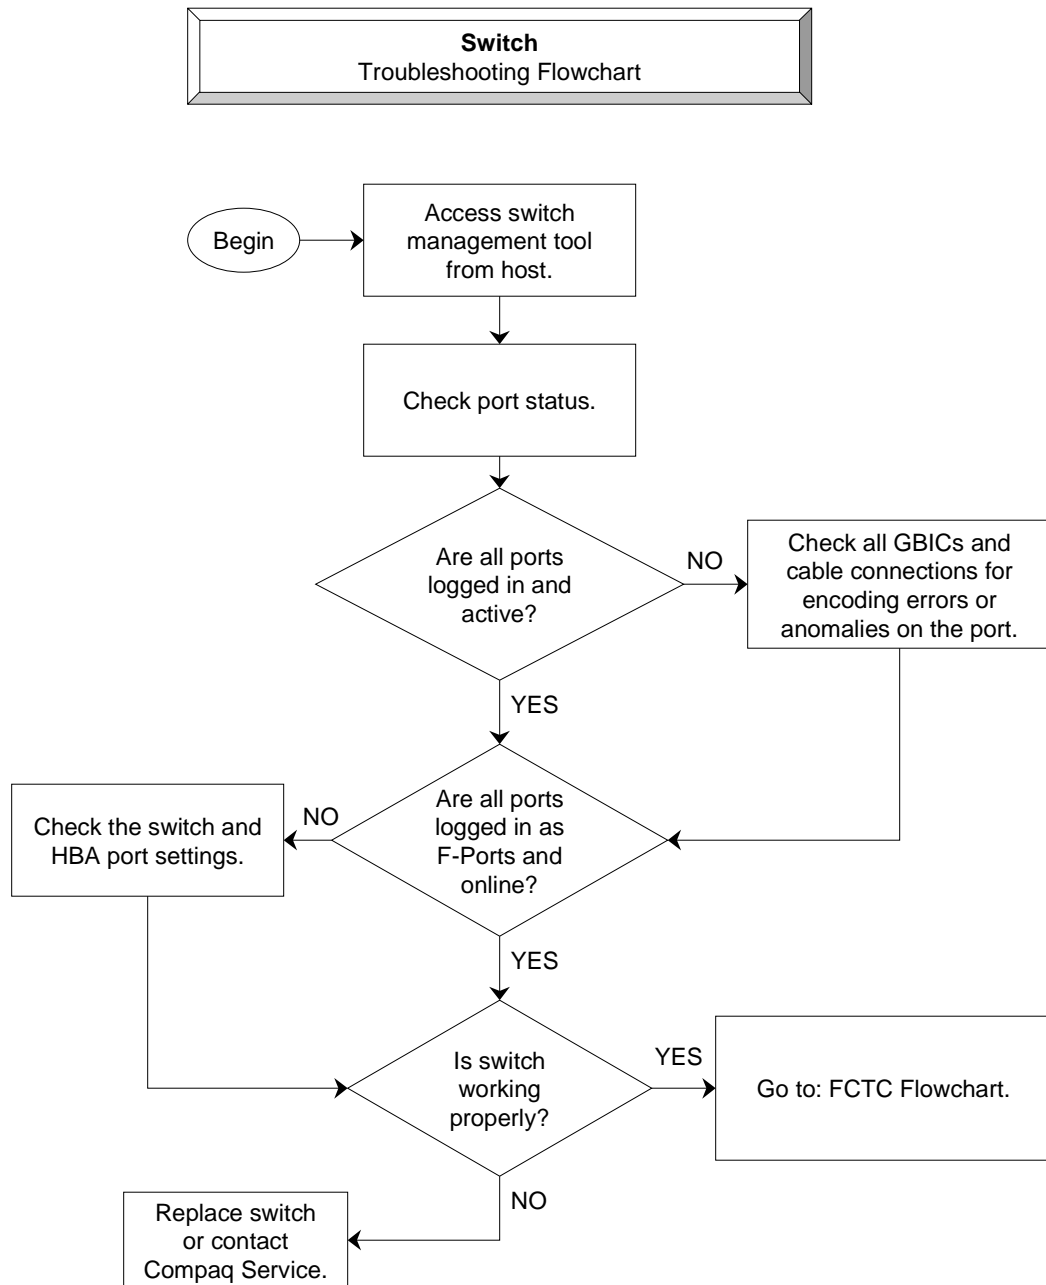 Switch
Troubleshooting Flowchart
Begin
Access switch
management tool
from host.
Check port status.
Are all ports
logged in and
active?
NO
Check all GBICs and
cable connections for
encoding errors or
anomalies on the port.
YES
Are all ports
logged in as
F-Ports and
online?
NO
Check the switch and
HBA port settings.
YES
Is switch
working
properly?
YES
Go to: FCTC Flowchart.
NO
Replace switch
or contact
Compaq Service.